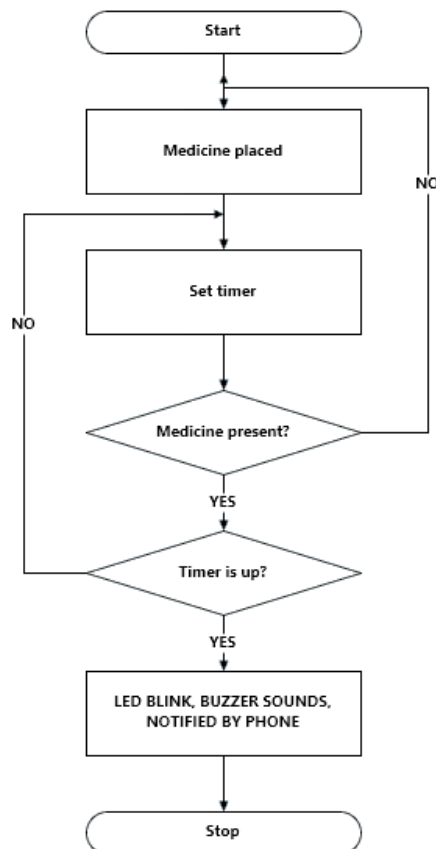 Start
Medicine placed
NO
Set timer
NO
Medicine present?
YES
Timer is up?
YES
LED BLINK, BUZZER SOUNDS,
NOTIFIED BY PHONE
Stop